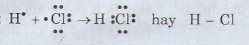 : H• + •Cl: → H :Cl: hay H – Cl